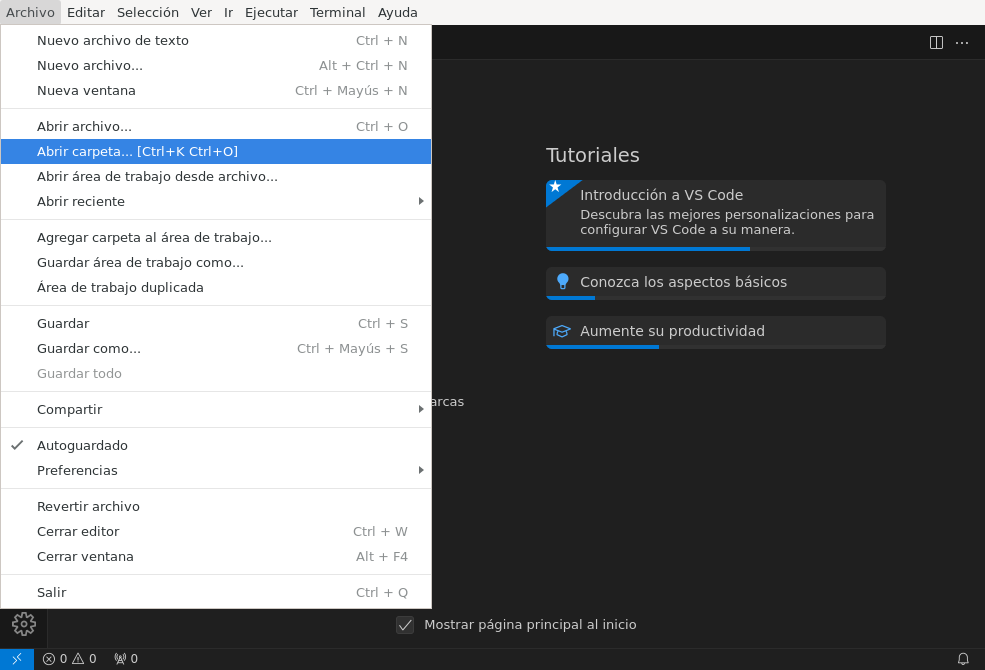 Archivo Editar Selección Ver Ir Ejecutar Terminal Ayuda
Nuevo archivo de texto Ctrl + N
Nuevo archivo... Alt + Ctrl + N
Nueva ventana Ctrl + Mayús + N
Abrir archivo... Ctrl + O
Abrir carpeta... [Ctrl+K Ctrl+O]
Abrir área de trabajo desde archivo...
Abrir reciente
Agregar carpeta al área de trabajo...
Guardar área de trabajo como...
Área de trabajo duplicada
Guardar Ctrl + S
Guardar como... Ctrl + Mayús + S
Guardar todo
Compartir
Autoguardado
Preferencias
Revertir archivo
Cerrar editor Ctrl + W
Cerrar ventana Alt + F4
Salir Ctrl + Q
Tutoriales
Introducción a VS Code
Descubra las mejores personalizaciones para
configurar VS Code a su manera.
Conozca los aspectos básicos
Aumente su productividad
arcas
Mostrar página principal al inicio
0 0 0